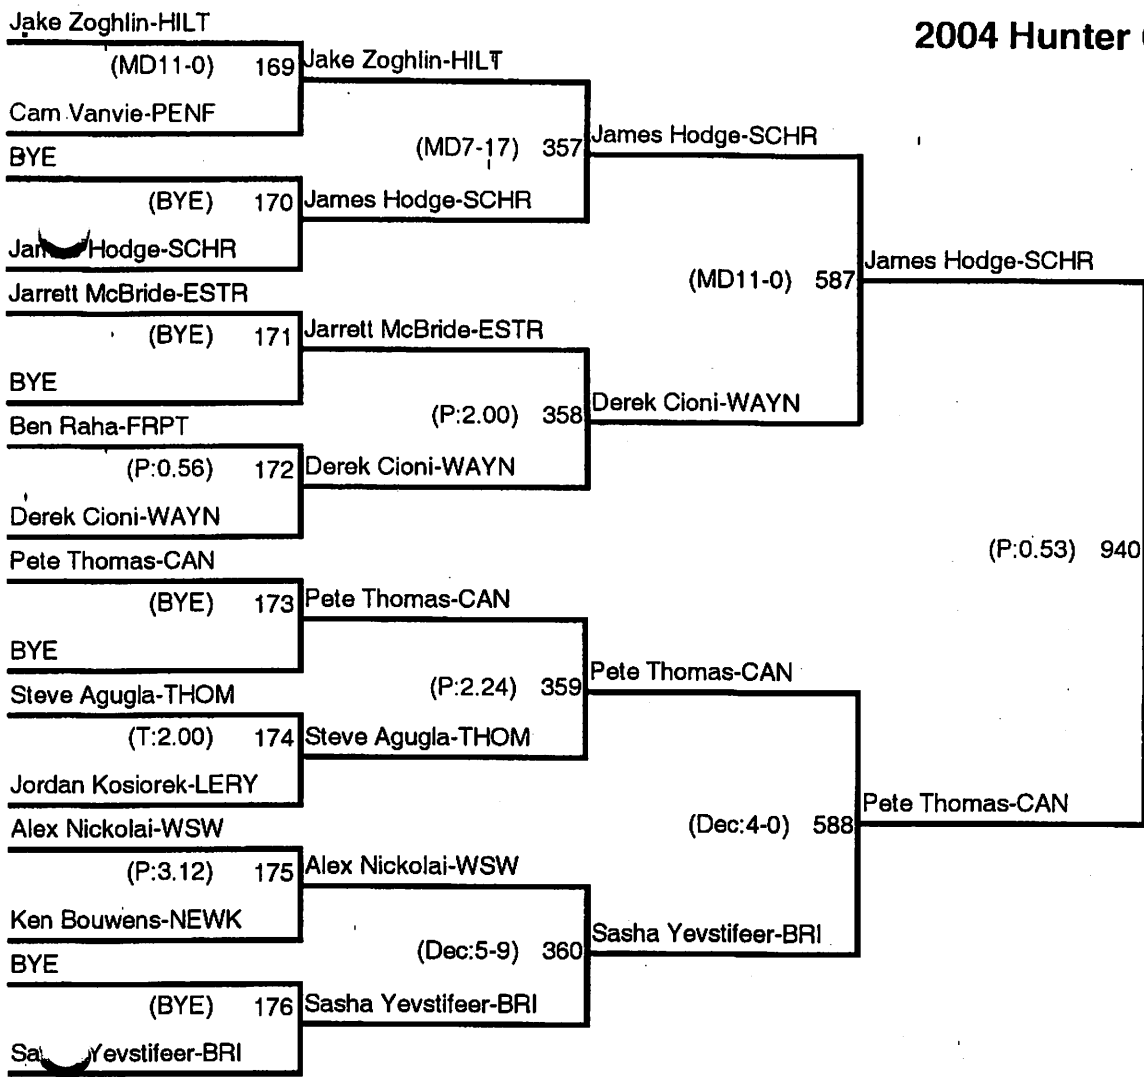 2004 Hunter
Jake Zoghlin-HILT
(MD11-0) 169
Jake Zoghlin-HILT
Cam Vanvie-PENF
(MD7-17) 357
James Hodge-SCHR
BYE
(BYE) 170
James Hodge-SCHR
Hodge-SCHR
(MD11-0) 587
James Hodge-SCHR
Jarrett McBride-ESTR
(BYE) 171
Jarrett McBride-ESTR
BYE
(P:2.00) 358
Derek Cioni-WAYN
Ben Raha-FRPT
(P:0.56) 172
Derek Cioni-WAYN
Derek Cioni-WAYN
(P:0.53) 940
Pete Thomas-CAN
(BYE) 173
Pete Thomas-CAN
BYE
(P:2.24) 359
Pete Thomas-CAN
Steve Agugla-THOM
(T:2.00) 174
Steve Agugla-THOM
Jordan Kosiorek-LERY
(Dec:4-0) 588
Pete Thomas-CAN
Alex Nickolai-WSW
(P:3.12) 175
Alex Nickolai-WSW
Ken Bouwens-NEWK
(Dec:5-9) 360
Sasha Yevstifeer-BRI
BYE
(BYE) 176
Sasha Yevstifeer-BRI
Yevstifeer-BRI